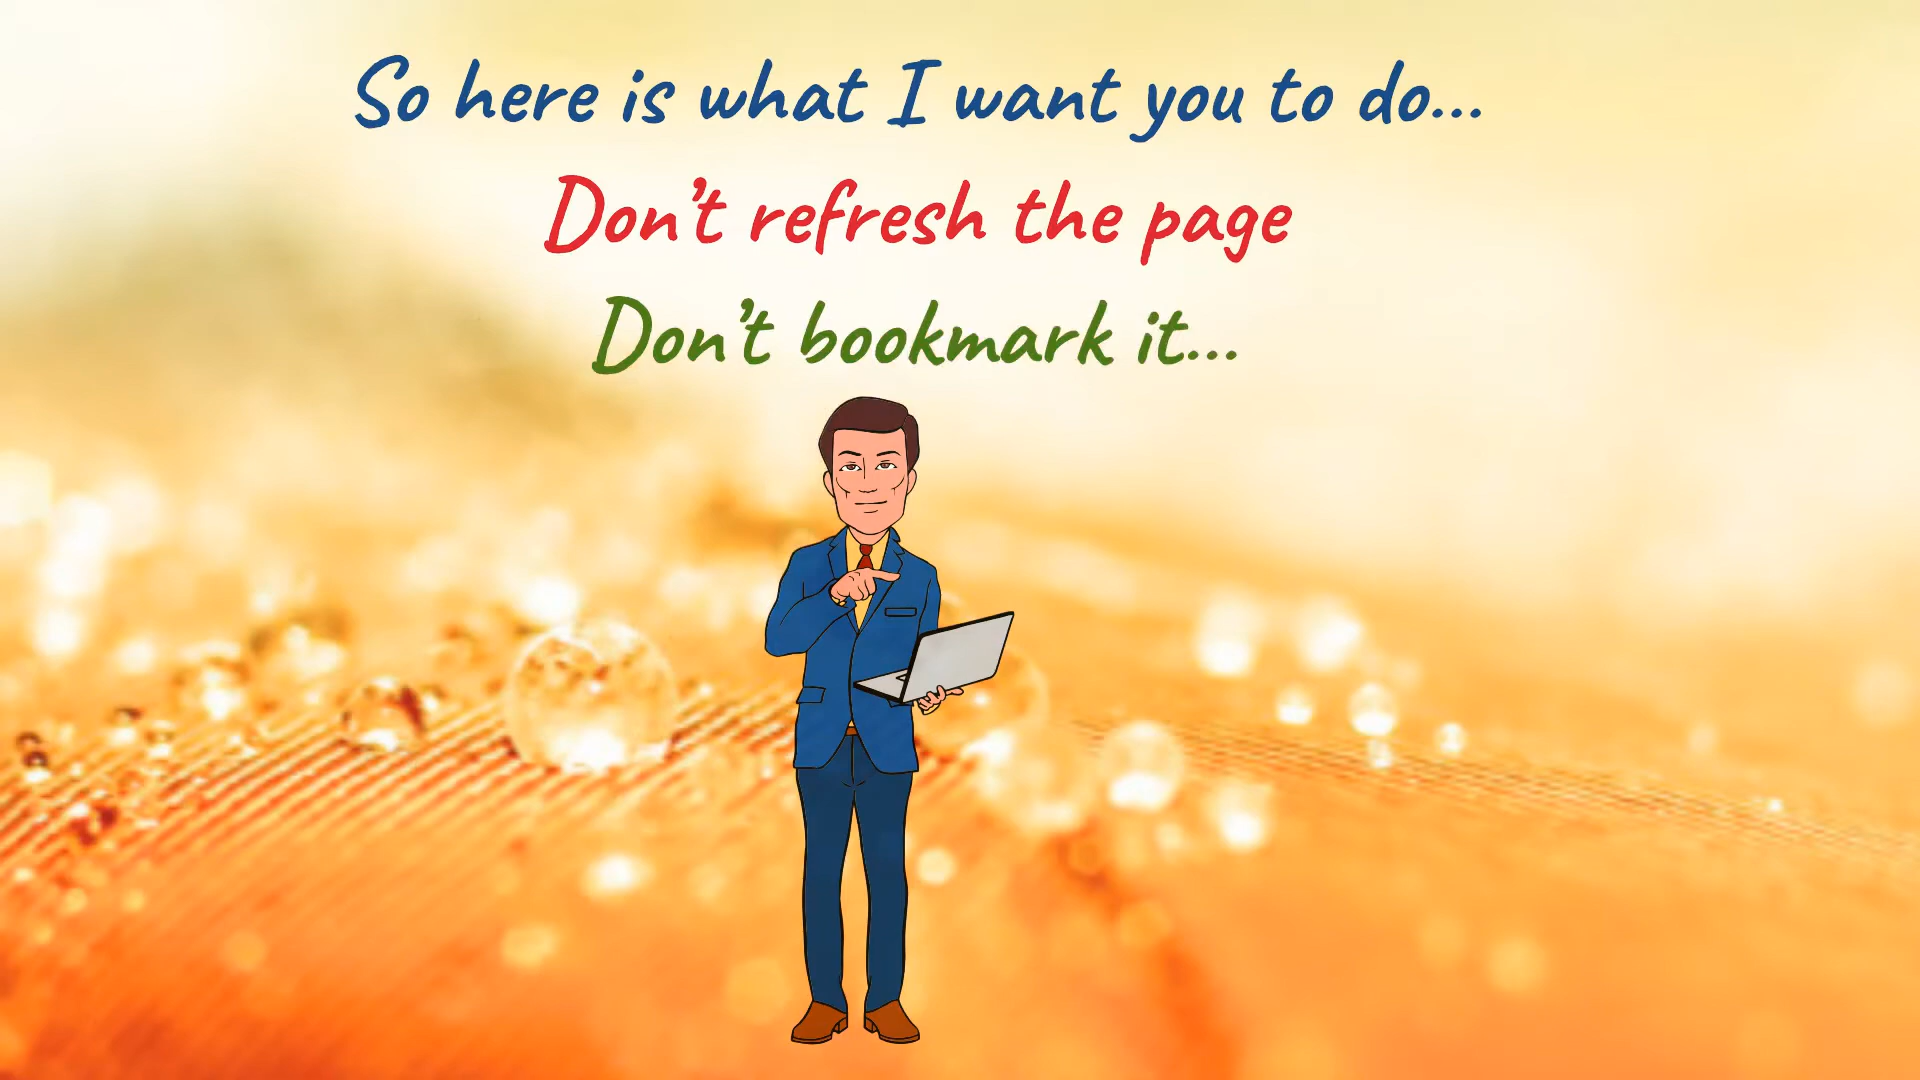 So here is what I want you to do...
Don't refresh the page
Don't bookmark it...